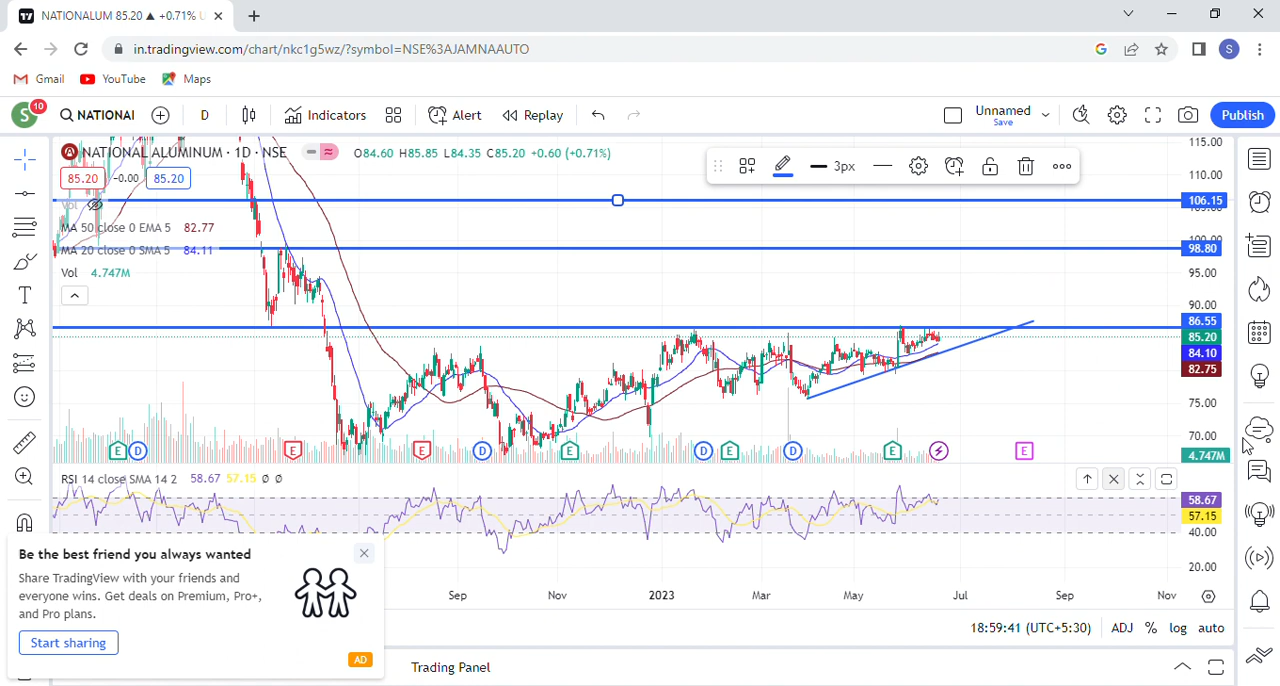 NATIONALUM 85.20 ▲ +0.71% U
in.tradingview.com/chart/nkc1g5wz/?symbol=NSE%3AJAMNAAUTO
S
Gmail YouTube Maps
S 10 NATIONAl D Indicators Alert Replay Unnamed Save Publish
NATIONAL ALUMINUM · 1D · NSE O84.60 H85.85 L84.35 C85.20 +0.60 (+0.71%)
3px
85.20 -0.00 85.20
Vol
MA 50 close 0 EMA 5 82.77
MA 20 close 0 SMA 5 84.11
Vol 4.747M
115.00
110.00
106.15
105.00
100.00
98.80
95.00
90.00
86.55
85.20
84.10
82.75
75.00
70.00
4.747M
E D E E D E D E D E E
RSI 14 close SMA 14 2 58.67 57.15 Ø Ø
58.67
57.15
40.00
20.00
Sep Nov 2023 Mar May Jul Sep Nov
Be the best friend you always wanted
Share TradingView with your friends and
everyone wins. Get deals on Premium, Pro+,
and Pro plans.
Start sharing
AD
18:59:41 (UTC+5:30) ADJ % log auto
Trading Panel